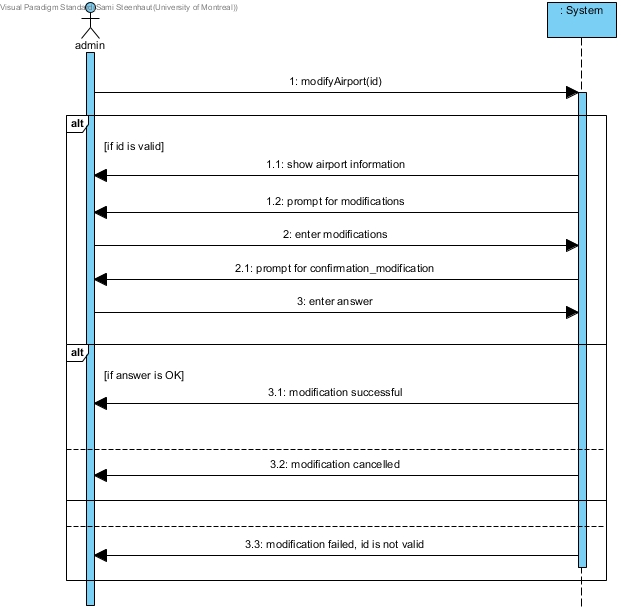 Visual Paradigm Standard(Sami Steenhaut(University of Montreal))
: System
admin
1: modifyAirport(id)
alt
[if id is valid]
1.1: show airport information
1.2: prompt for modifications
2: enter modifications
2.1: prompt for confirmation_modification
3: enter answer
alt
[if answer is OK]
3.1: modification successful
3.2: modification cancelled
3.3: modification failed, id is not valid